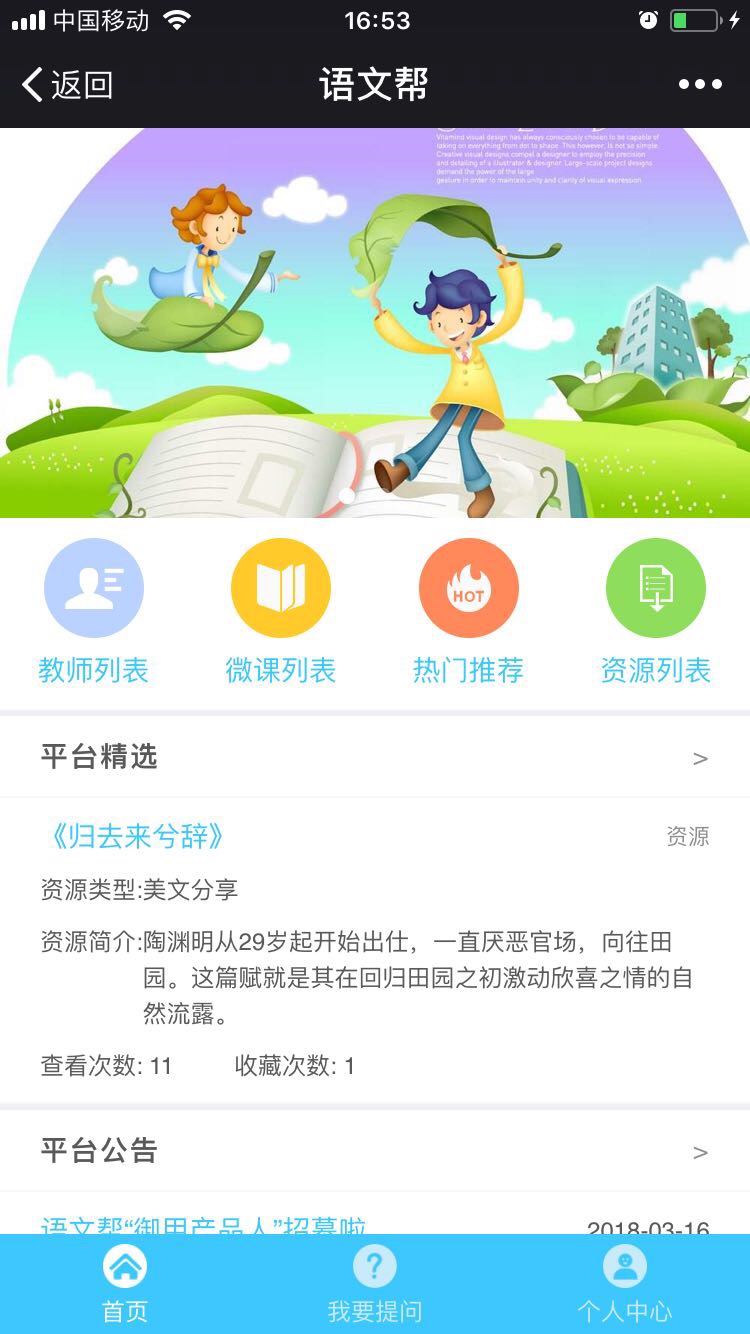 中国移动
16:53
返回
语文帮
Vitamind visual design has always consciously chosen to be capable of
taking on everything from dot to shape. This however, is not so simple.
Creative visual designs compel a designer to employ the precision
and detailing of a illustrator & designer. Large-scale project designs
demand the power of the large
gesture in order to maintain unity and clarity of visual expression.
HOT
教师列表
微课列表
热门推荐
资源列表
平台精选
>
《归去来兮辞》
资源
资源类型:美文分享
资源简介:陶渊明从29岁起开始出仕，一直厌恶官场，向往田
园。这篇赋就是其在回归田园之初激动欣喜之情的自
然流露。
查看次数: 11
收藏次数: 1
平台公告
>
语文帮“御用产品人”招募啦
2018-03-16
?
首页
我要提问
个人中心